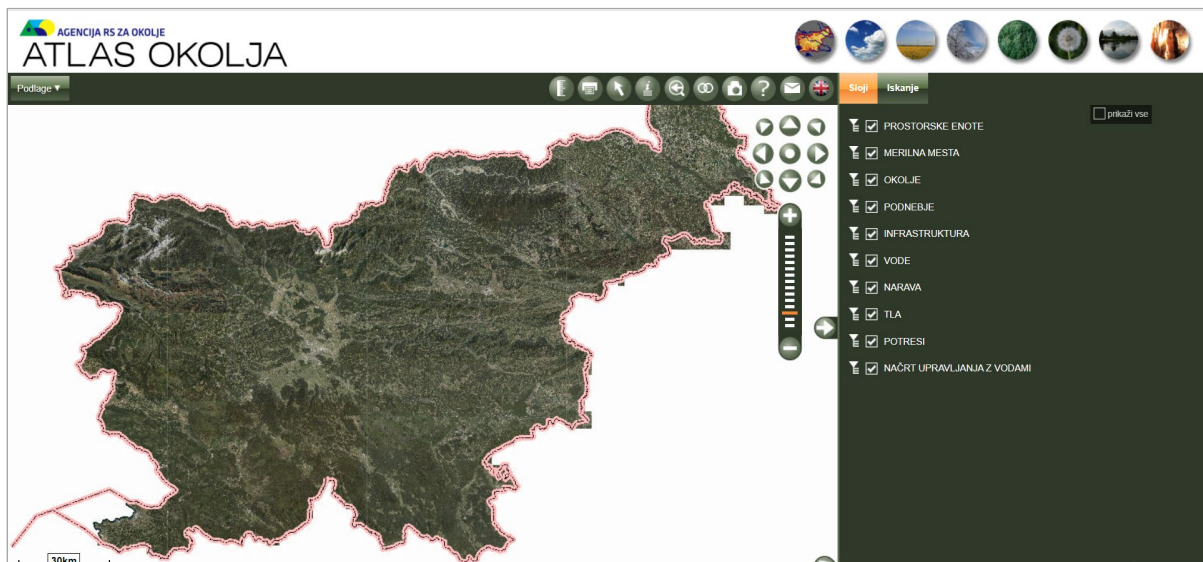 AGENCIJA RS ZA OKOLJE
ATLAS OKOLJA
Podlage ▼
i
?
Sloji
Iskanje
prikaži vse
PROSTORSKE ENOTE
MERILNA MESTA
OKOLJE
PODNEBJE
INFRASTRUKTURA
VODE
NARAVA
TLA
POTRESI
NAČRT UPRAVLJANJA Z VODAMI
30km